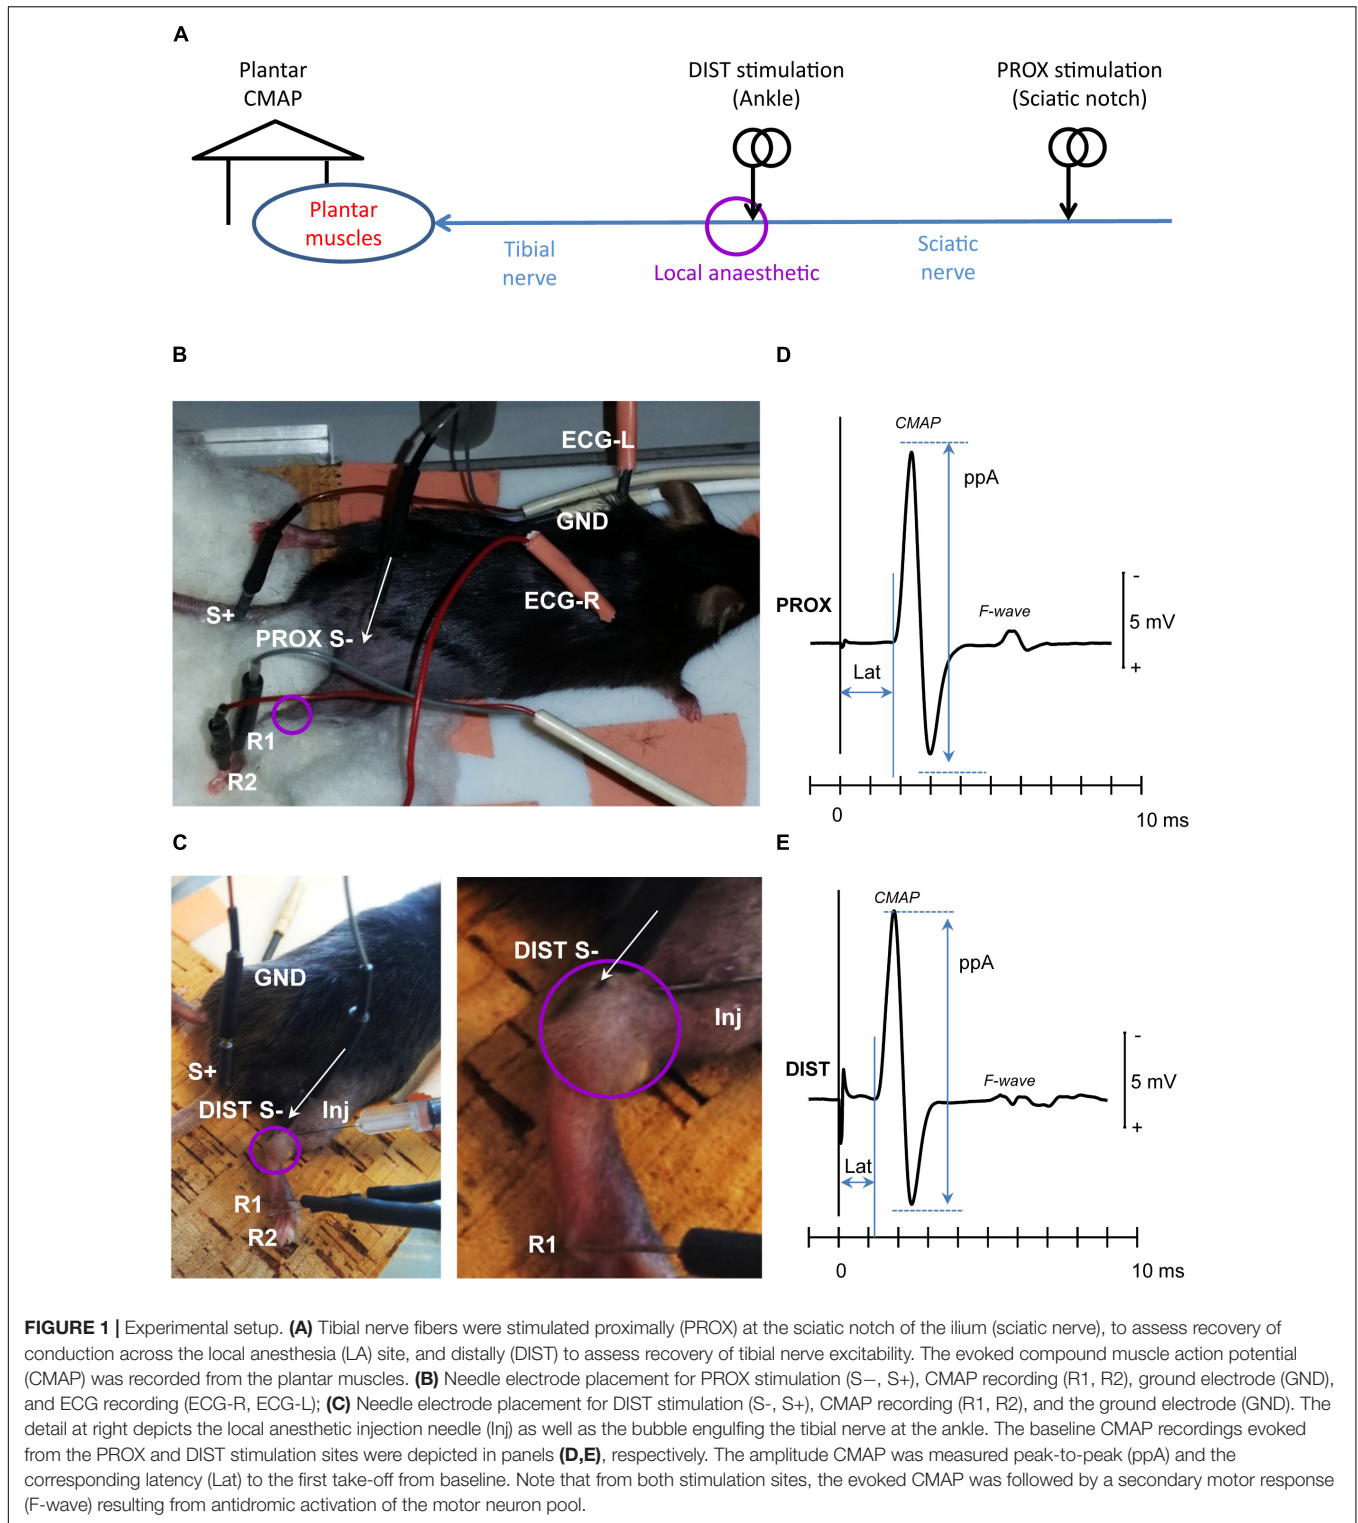 A
Plantar
CMAP
DIST stimulation
(Ankle)
PROX stimulation
(Sciatic notch)
Plantar
muscles
Tibial
nerve
Local anaesthetic
Sciatic
nerve
B
ECG-L
GND
ECG-R
S+
PROX S-
R1
R2
D
CMAP
ppA
PROX
F-wave
-
5 mV
+
Lat
0
10 ms
C
GND
S+
DIST S-
Inj
R1
R2
DIST S-
Inj
R1
E
CMAP
ppA
DIST
F-wave
-
5 mV
+
Lat
0
10 ms
FIGURE 1 | Experimental setup. (A) Tibial nerve fibers were stimulated proximally (PROX) at the sciatic notch of the ilium (sciatic nerve), to assess recovery of
conduction across the local anesthesia (LA) site, and distally (DIST) to assess recovery of tibial nerve excitability. The evoked compound muscle action potential
(CMAP) was recorded from the plantar muscles. (B) Needle electrode placement for PROX stimulation (S−, S+), CMAP recording (R1, R2), ground electrode (GND),
and ECG recording (ECG-R, ECG-L); (C) Needle electrode placement for DIST stimulation (S-, S+), CMAP recording (R1, R2), and the ground electrode (GND). The
detail at right depicts the local anesthetic injection needle (Inj) as well as the bubble engulfing the tibial nerve at the ankle. The baseline CMAP recordings evoked
from the PROX and DIST stimulation sites were depicted in panels (D,E), respectively. The amplitude CMAP was measured peak-to-peak (ppA) and the
corresponding latency (Lat) to the first take-off from baseline. Note that from both stimulation sites, the evoked CMAP was followed by a secondary motor response
(F-wave) resulting from antidromic activation of the motor neuron pool.